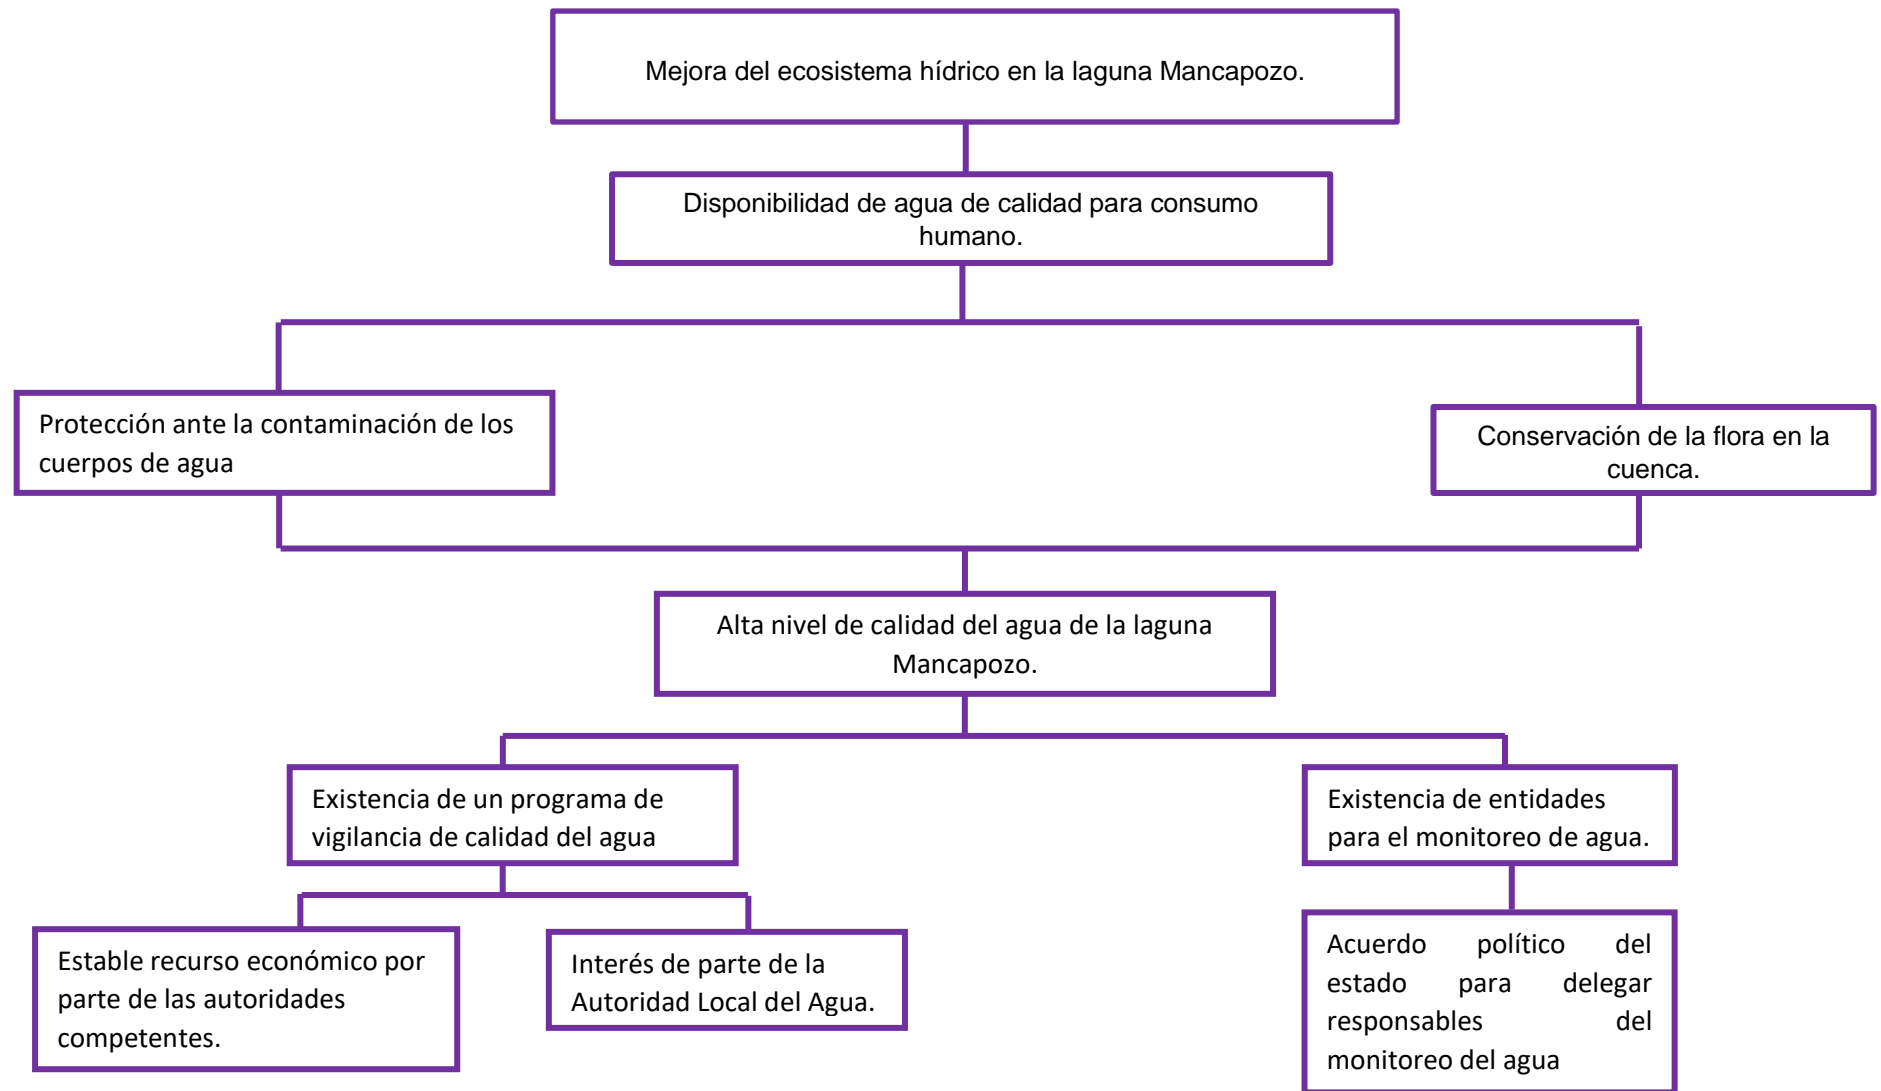 Mejora del ecosistema hídrico en la laguna Mancapozo.
Disponibilidad de agua de calidad para consumo
humano.
Protección ante la contaminación de los
cuerpos de agua
Conservación de la flora en la
cuenca.
Alta nivel de calidad del agua de la laguna
Mancapozo.
Existencia de un programa de
vigilancia de calidad del agua
Existencia de entidades
para el monitoreo de agua.
Estable recurso económico por
parte de las autoridades
competentes.
Interés de parte de la
Autoridad Local del Agua.
Acuerdo político del
estado para delegar
responsables del
monitoreo del agua